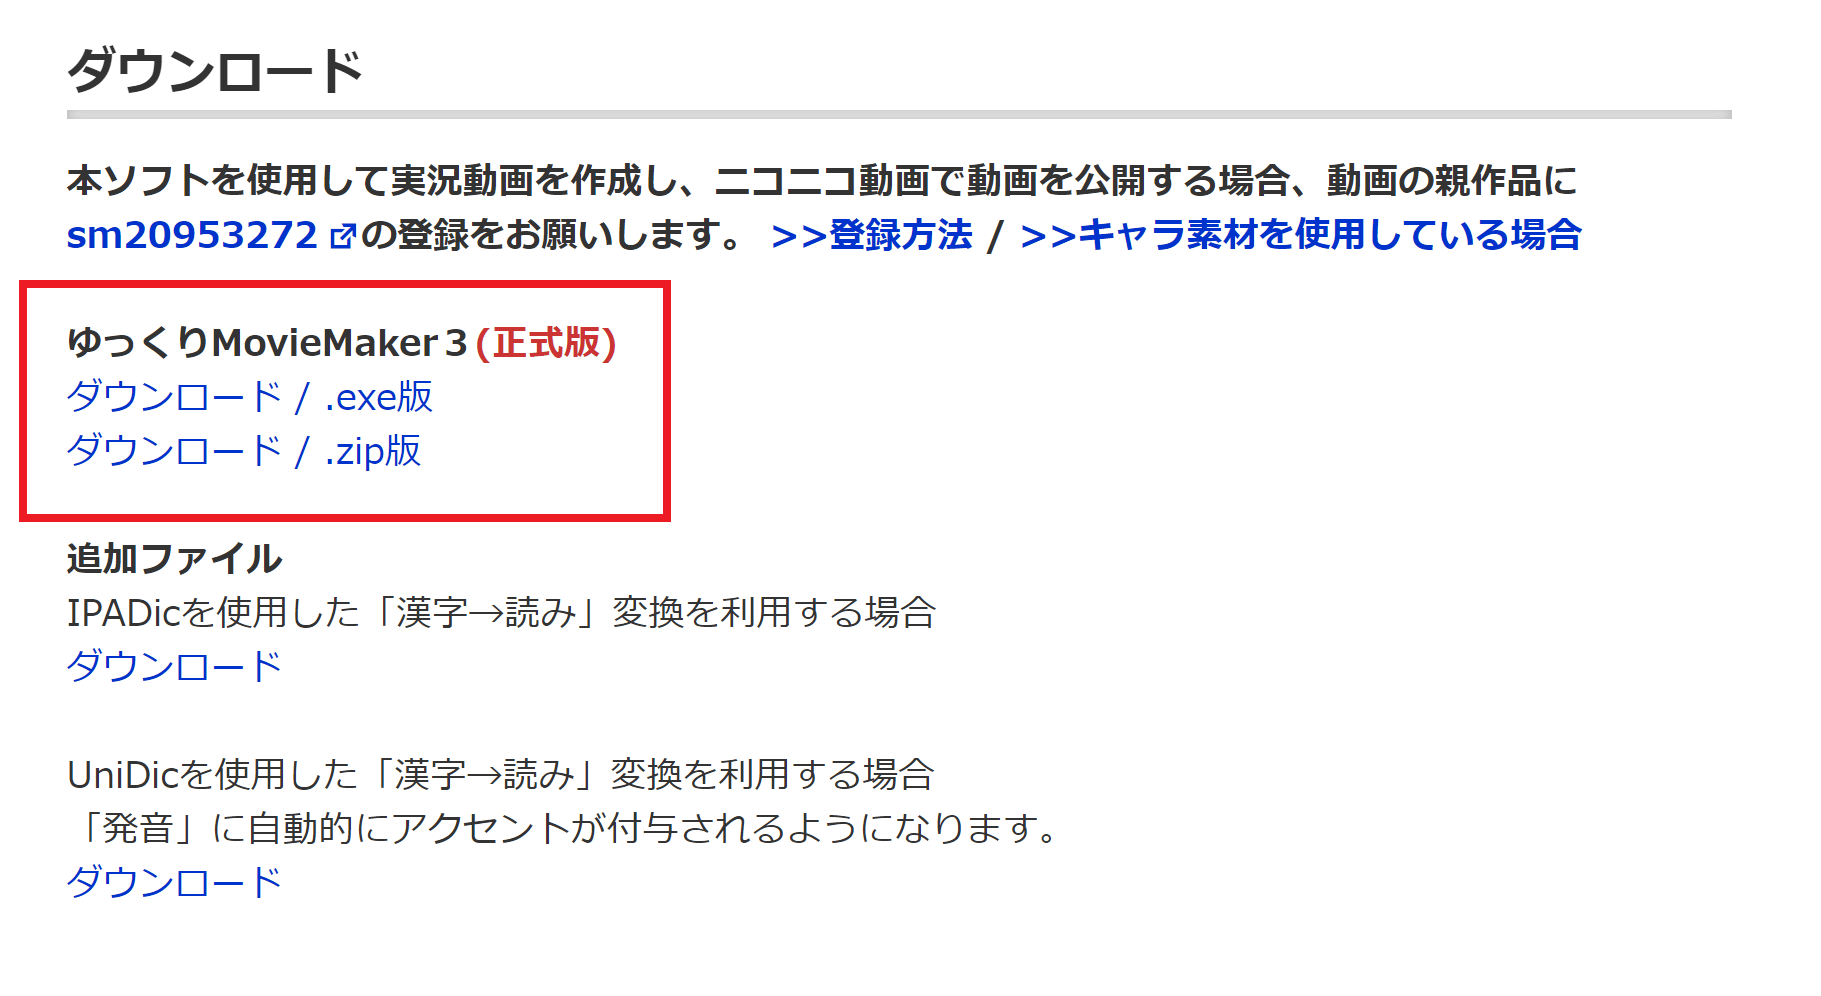 ダウンロード
本ソフトを使用して実況動画を作成し、ニコニコ動画で動画を公開する場合、動画の親作品に
sm20953272 の登録をお願いします。 >>登録方法 / >>キャラ素材を使用している場合
ゆっくりMovieMaker３(正式版)
ダウンロード / .exe版
ダウンロード / .zip版
追加ファイル
IPADicを使用した「漢字→読み」変換を利用する場合
ダウンロード
UniDicを使用した「漢字→読み」変換を利用する場合
「発音」に自動的にアクセントが付与されるようになります。
ダウンロード